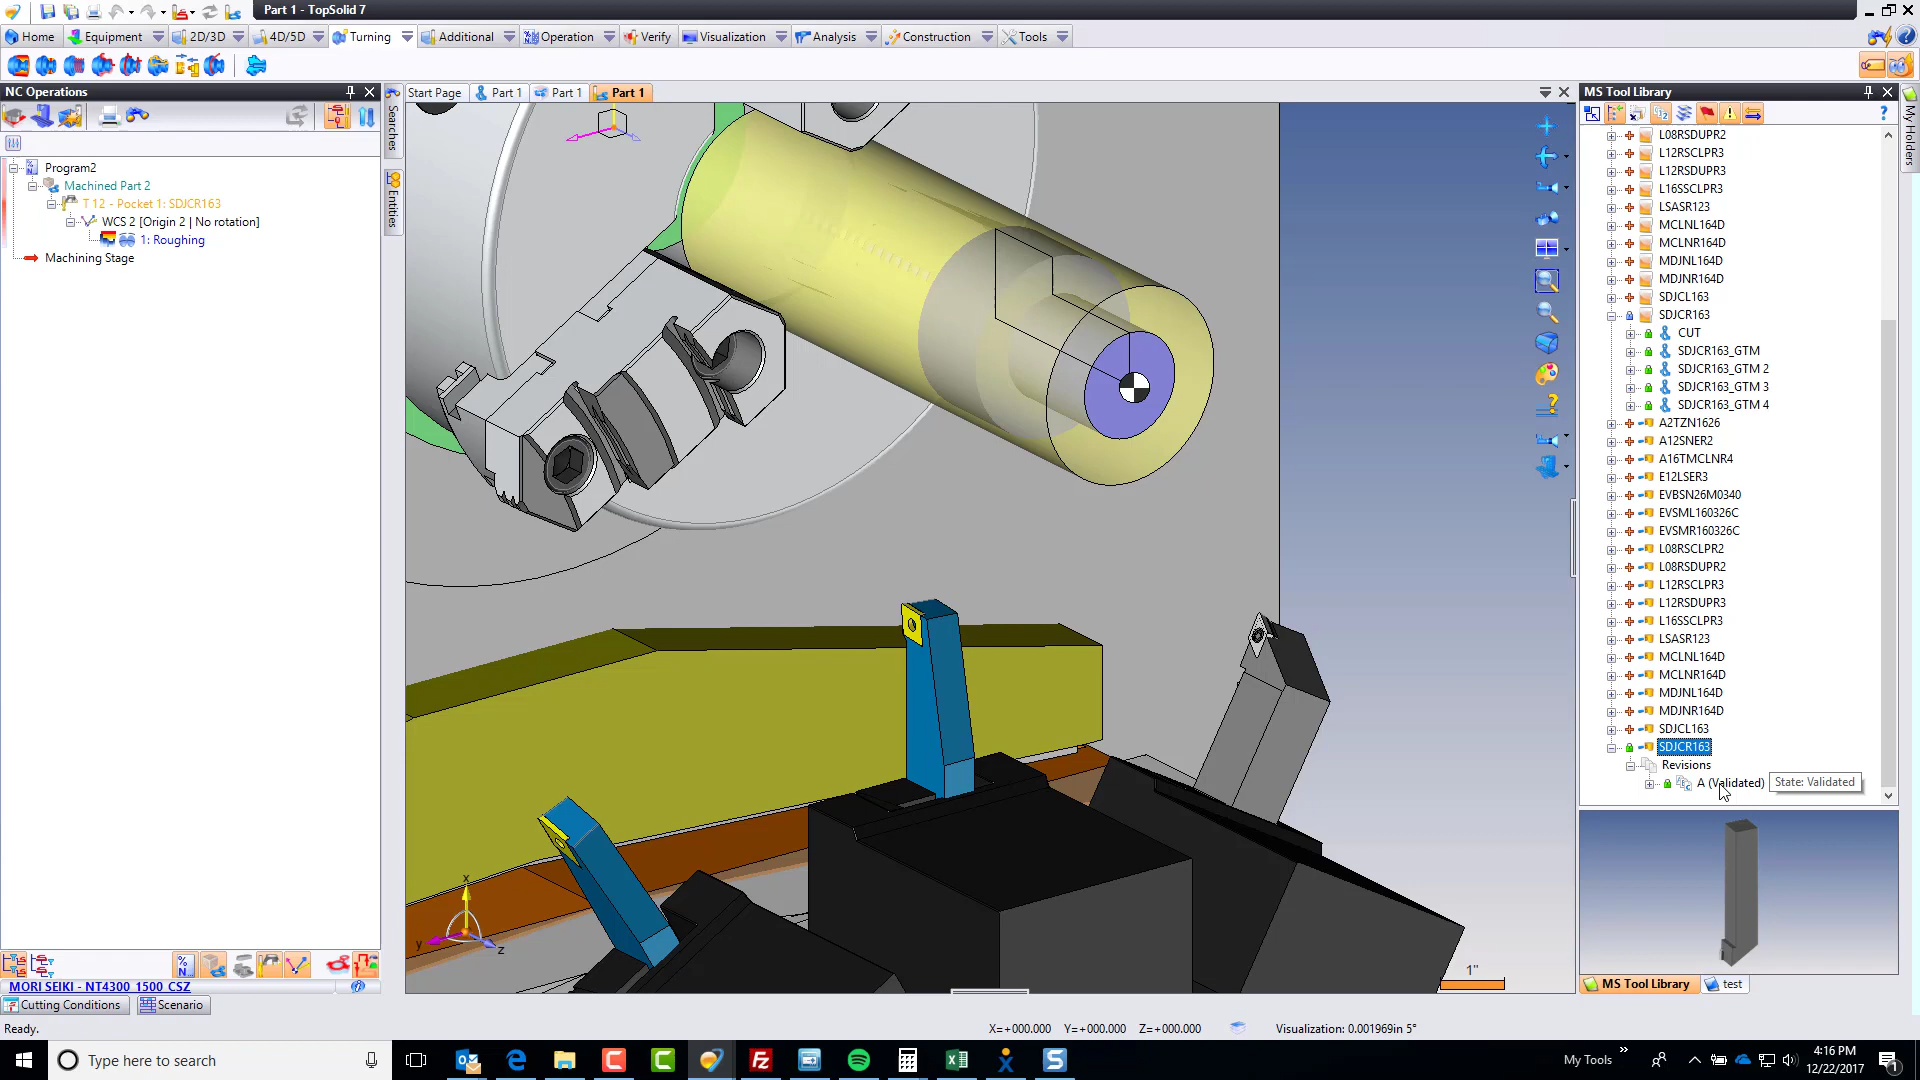 Part 1 - TopSolid 7
Home Equipment 2D/3D 4D/5D Turning Additional Operation Verify Visualization Analysis Construction Tools
NC Operations
Start Page Part 1 Part 1 Part 1
MS Tool Library
Program2
Machined Part 2
T 12 - Pocket 1: SDJCR163
WCS 2 [Origin 2 | No rotation]
1: Roughing
Machining Stage
Searches
Entities
My Holders
L08RSDUPR2
L12RSCLPR3
L12RSDUPR3
L16SSCLPR3
LSASR123
MCLNL164D
MCLNR164D
MDJNL164D
MDJNR164D
SDJCL163
SDJCR163
CUT
SDJCR163_GTM
SDJCR163_GTM 2
SDJCR163_GTM 3
SDJCR163_GTM 4
A2TZN1626
A12SNER2
A16TMCLNR4
E12LSER3
EVBSN26M0340
EVSML160326C
EVSMR160326C
L08RSCLPR2
L08RSDUPR2
L12RSCLPR3
L12RSDUPR3
L16SSCLPR3
LSASR123
MCLNL164D
MCLNR164D
MDJNL164D
MDJNR164D
SDJCL163
SDJCR163
Revisions
A (Validated) State: Validated
x
y
z
1"
MORI SEIKI - NT4300_1500_CSZ
MS Tool Library test
Cutting Conditions Scenario
Ready.
X=+000.000 Y=+000.000 Z=+000.000 Visualization: 0.001969in 5°
Type here to search
My Tools
4:16 PM
12/22/2017